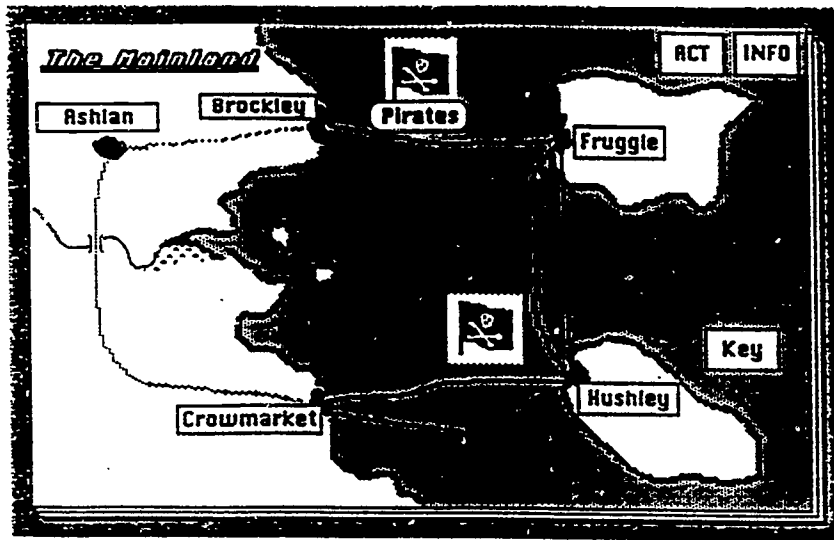 The Mainland
ACT
INFO
Ashlan
Brockley
Pirates
Fruggle
Key
Hushley
Crowmarket